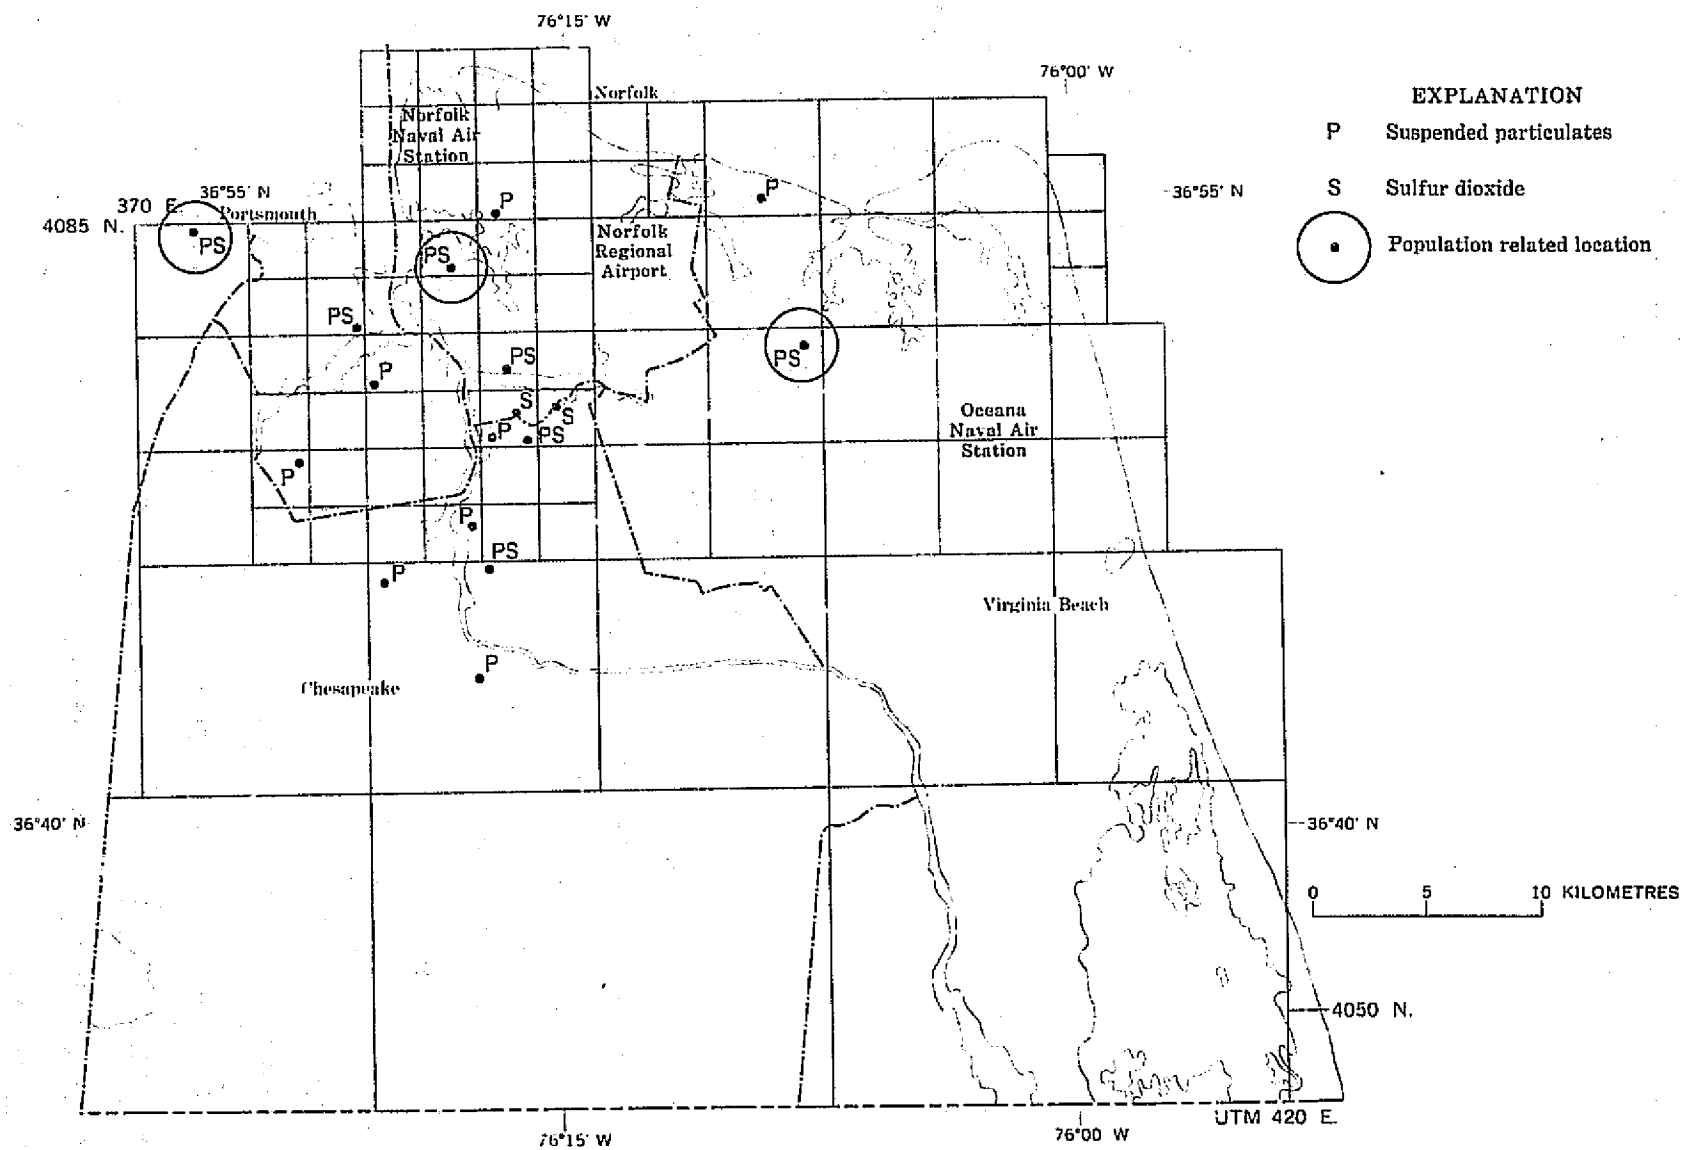 76°15' W
76°00' W
EXPLANATION
P Suspended particulates
S Sulfur dioxide
Population related location
Norfolk
Norfolk
Naval Air
Station
36°55' N
36°55' N
370 E.
Portsmouth
4085 N.
P
P
PS
PS
Norfolk
Regional
Airport
PS
PS
PS
P
S
S
P
PS
Oceana
Naval Air
Station
P
P
PS
P
Virginia Beach
P
Chesapeake
36°40' N
36°40' N
0 5 10 KILOMETRES
4050 N.
UTM 420 E.
76°15' W
76°00' W